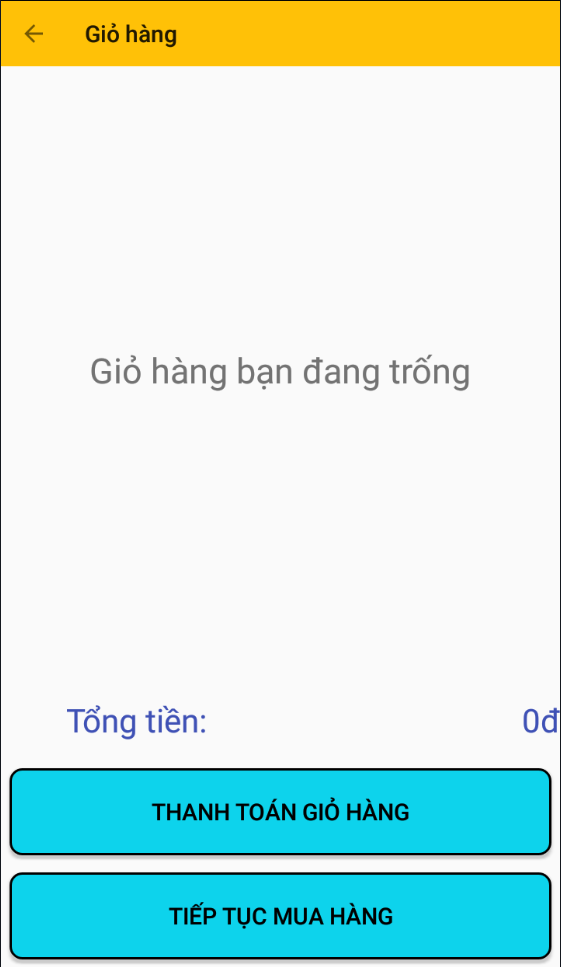 Giỏ hàng
Giỏ hàng bạn đang trống
Tổng tiền: 0đ
THANH TOÁN GIỎ HÀNG
TIẾP TỤC MUA HÀNG